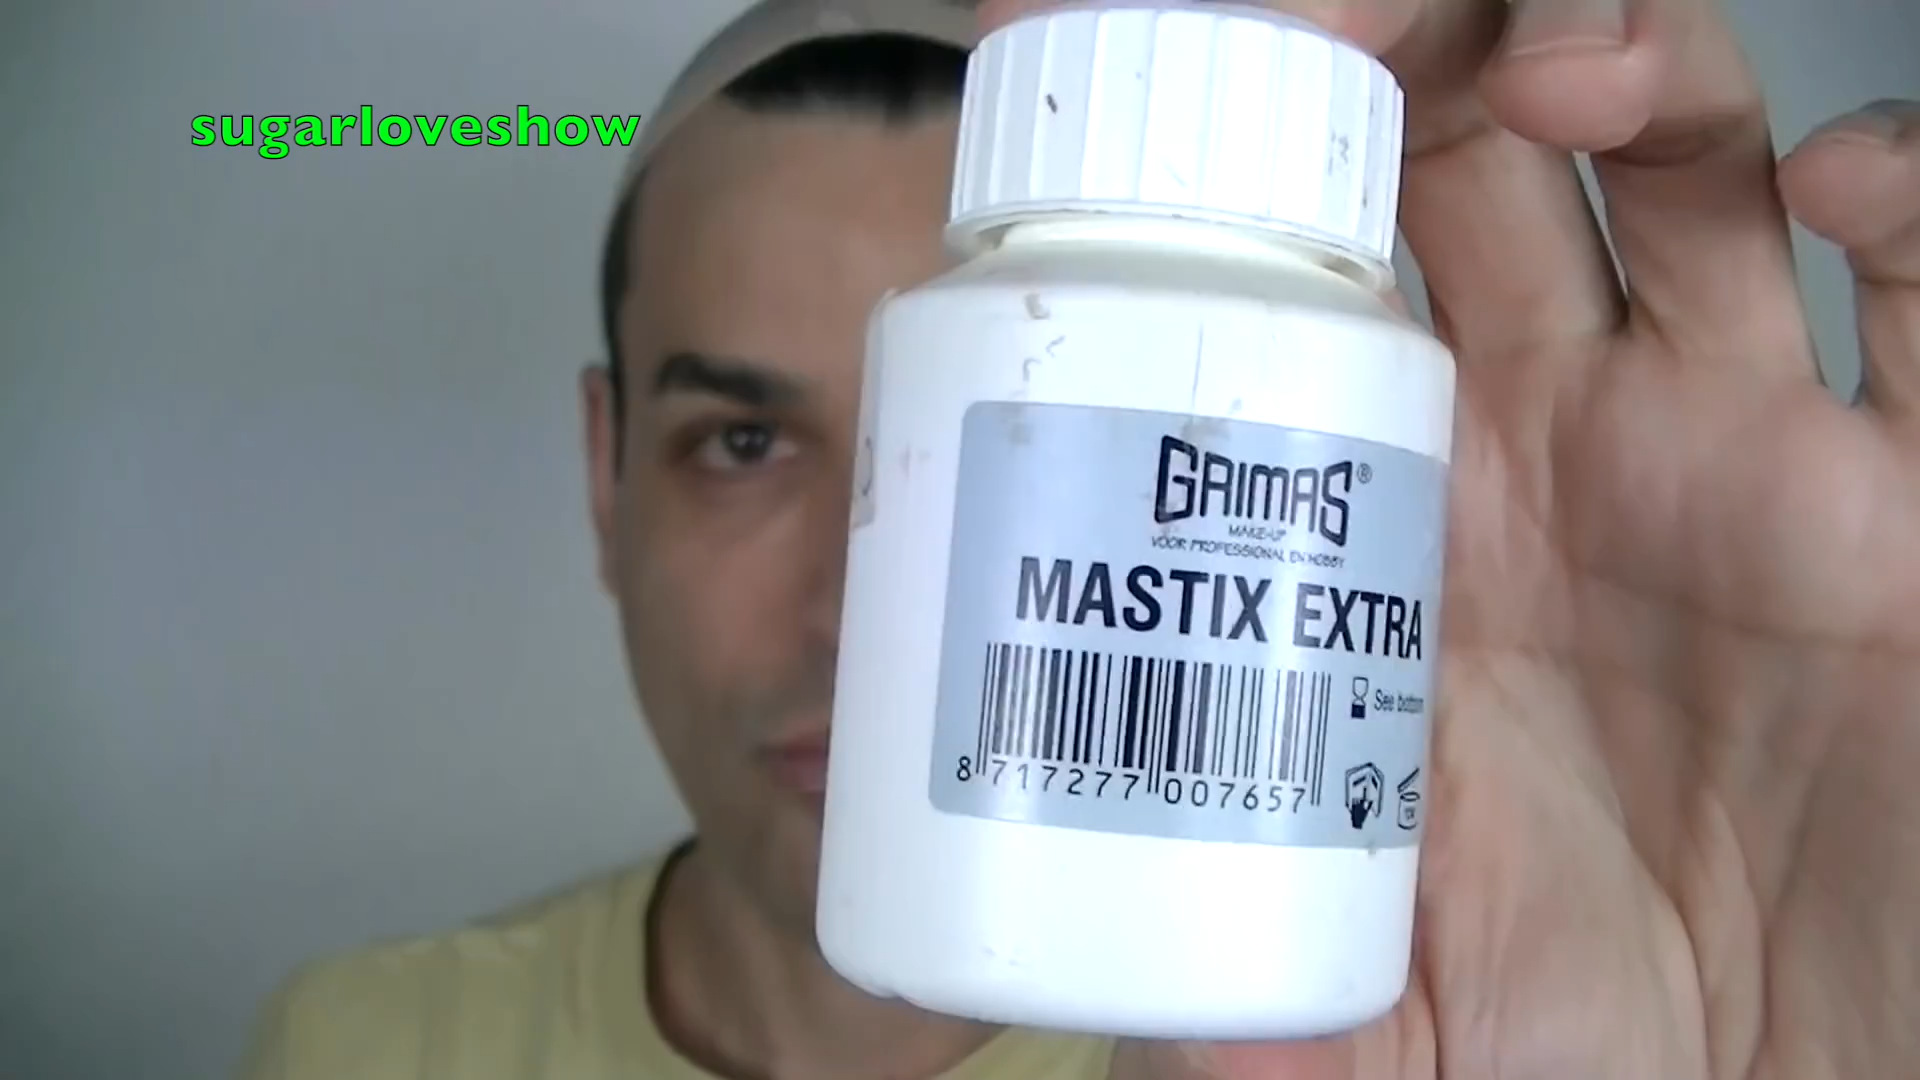 sugarloveshow
GRIMAS®
MAKE-UP
VOOR PROFESSIONAL EN HOBBY
MASTIX EXTRA
See bottom
8 717277 007657